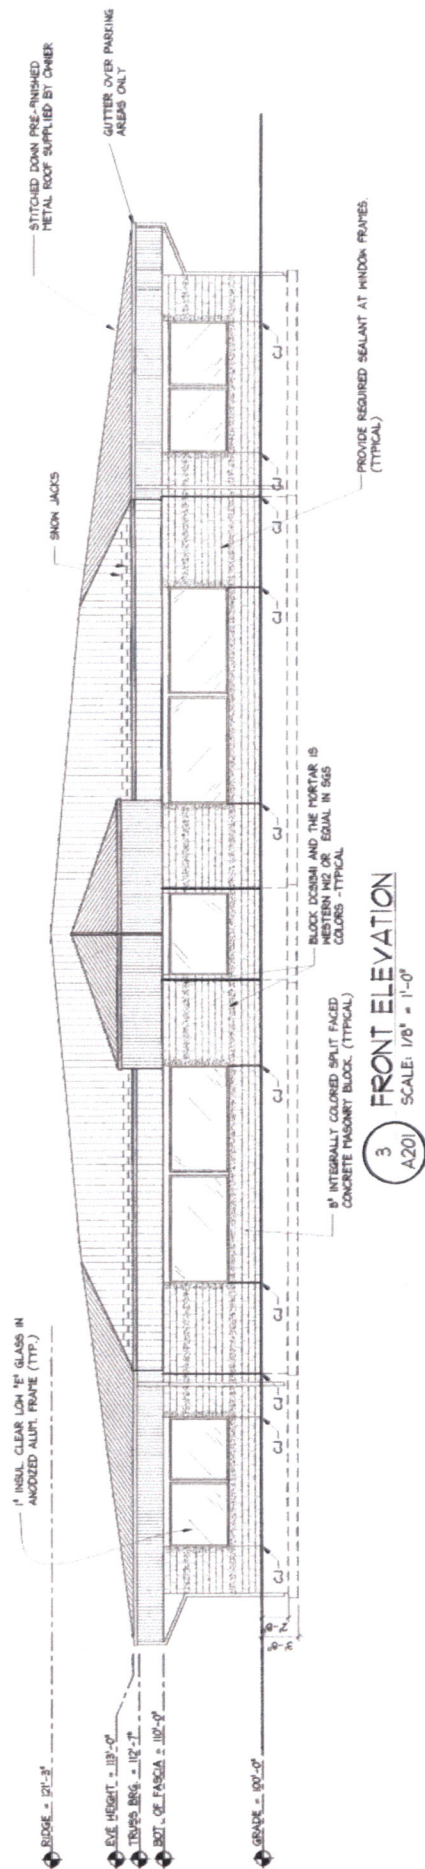 RIDGE = 121'-3"
EVE HEIGHT = 113'-0"
TRUSS BRG. = 112'-7"
BOT. OF FASCIA = 110'-0"
GRADE = 100'-0"
1" INSUL. CLEAR LOW "E" GLASS IN
ANODIZED ALUM. FRAME (TYP.)
SNOW JACKS
STITCHED DOWN PRE-FINISHED
METAL ROOF SUPPLIED BY OWNER
GUTTER OVER PARKING
AREAS ONLY
CJ
CJ
CJ
CJ
CJ
CJ
CJ
CJ
CJ
CJ
8" INTEGRALLY COLORED SPLIT FACED
CONCRETE MASONRY BLOCK. (TYPICAL)
BLOCK AND THE MORTAR IS
WESTERN OR EQUAL IN SGS
COLORS -TYPICAL
PROVIDE REQUIRED SEALANT AT WINDOW FRAMES.
(TYPICAL)
3
A201
FRONT ELEVATION
SCALE: 1/8" = 1'-0"